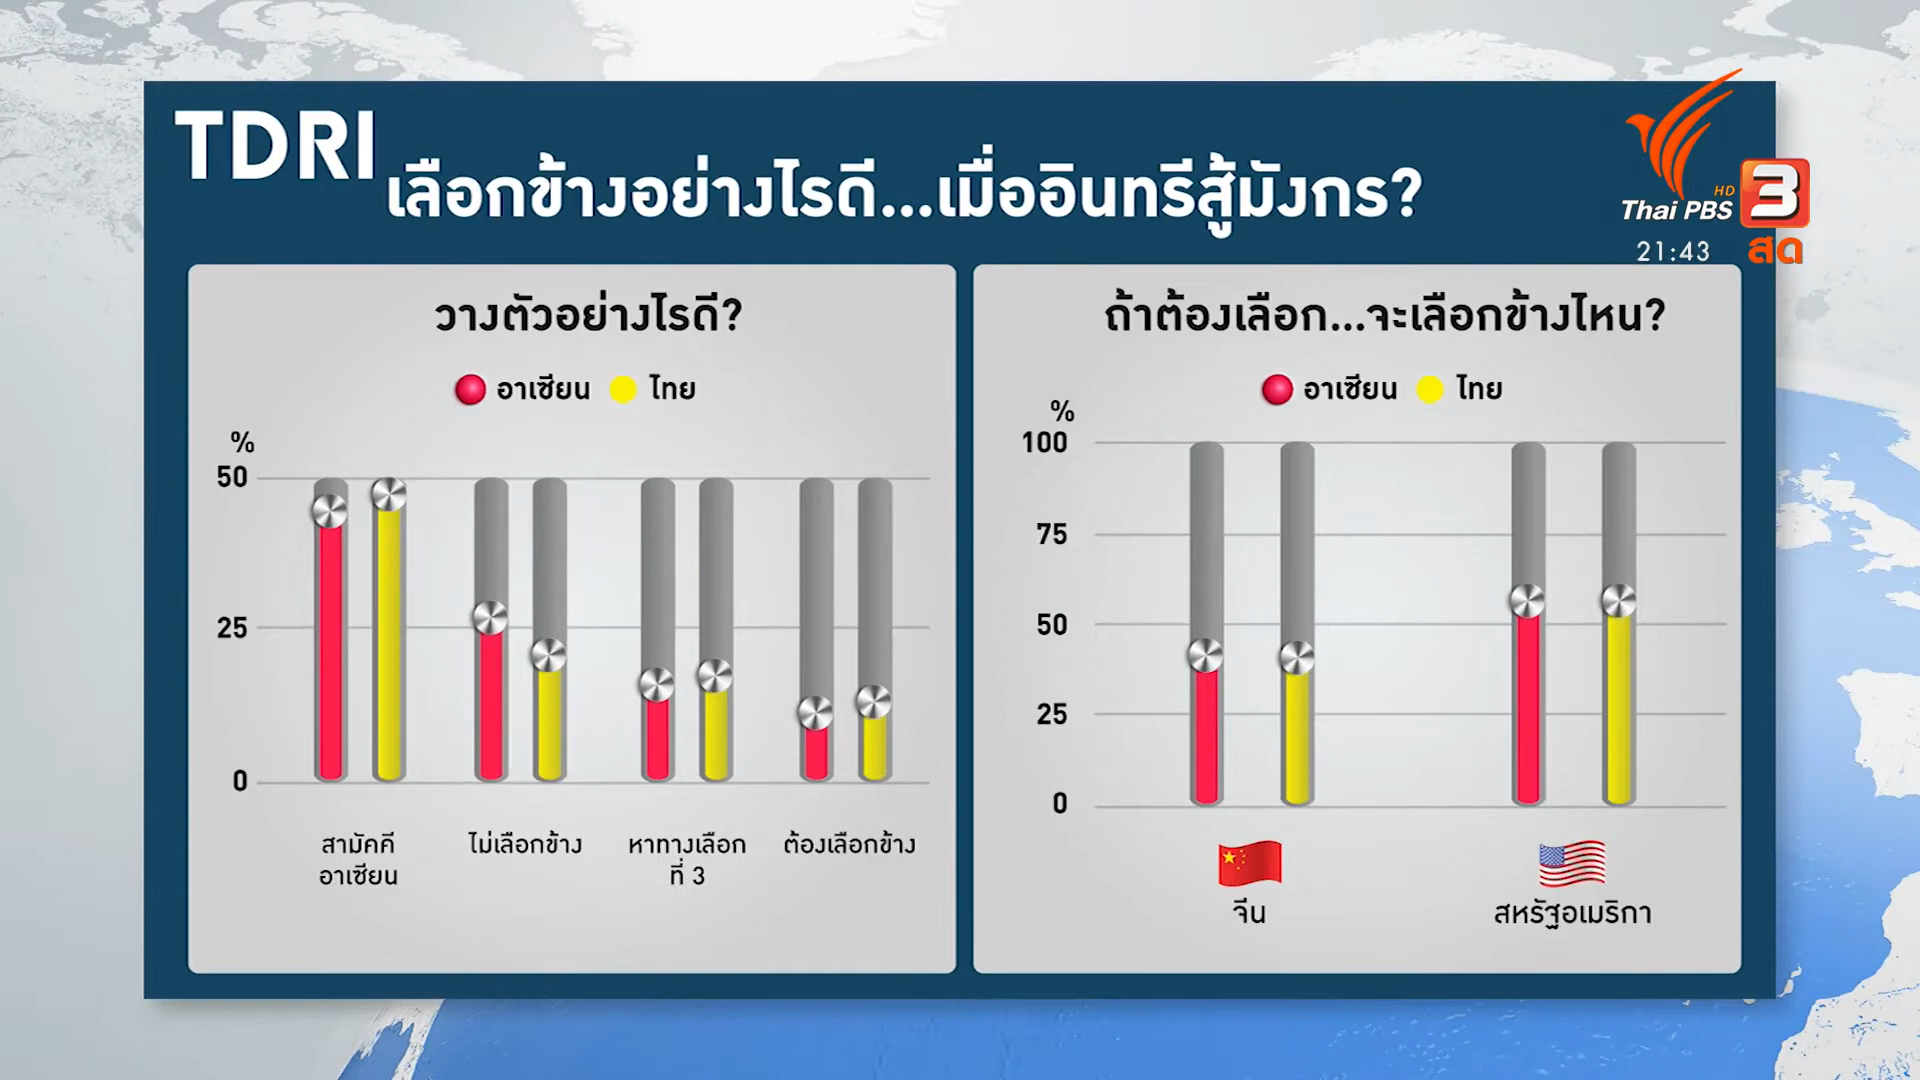 TDRI
เลือกข้างอย่างไรดี...เมื่ออินทรีสู้มังกร?
HD
Thai PBS
3
21:43
สด
วางตัวอย่างไรดี?
อาเซียน ไทย
%
50
25
0
สามัคคี
อาเซียน
ไม่เลือกข้าง
หาทางเลือก
ที่ 3
ต้องเลือกข้าง
ถ้าต้องเลือก...จะเลือกข้างไหน?
อาเซียน ไทย
%
100
75
50
25
0
จีน
สหรัฐอเมริกา